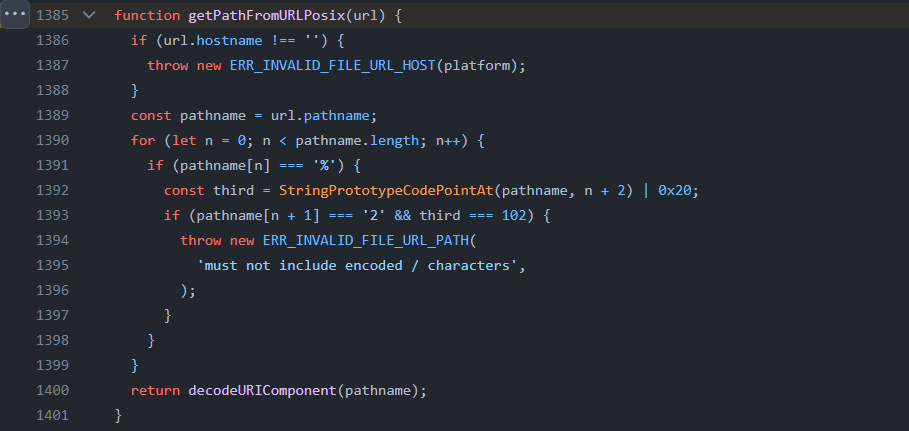 1385 function getPathFromURLPosix(url) {
1386   if (url.hostname !== '') {
1387     throw new ERR_INVALID_FILE_URL_HOST(platform);
1388   }
1389   const pathname = url.pathname;
1390   for (let n = 0; n < pathname.length; n++) {
1391     if (pathname[n] === '%') {
1392       const third = StringPrototypeCodePointAt(pathname, n + 2) | 0x20;
1393       if (pathname[n + 1] === '2' && third === 102) {
1394         throw new ERR_INVALID_FILE_URL_PATH(
1395           'must not include encoded / characters',
1396         );
1397       }
1398     }
1399   }
1400   return decodeURIComponent(pathname);
1401 }